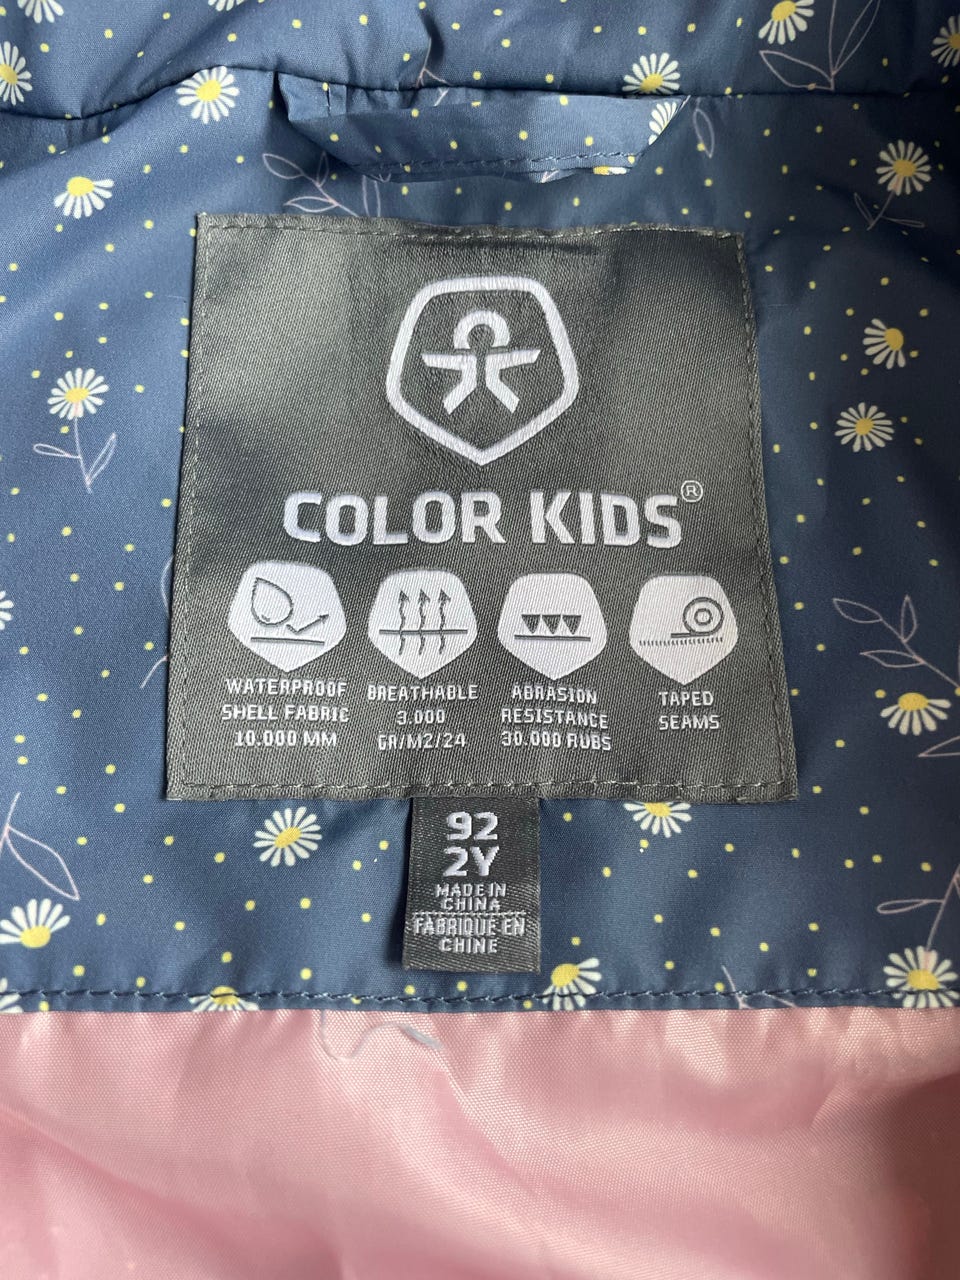 COLOR KIDS®
WATERPROOF
SHELL FABRIC
10.000 MM
BREATHABLE
3.000
GR/M2/24
ABRASION
RESISTANCE
30.000 RUBS
TAPED
SEAMS
92
2Y
MADE IN
CHINA
FABRIQUE EN
CHINE